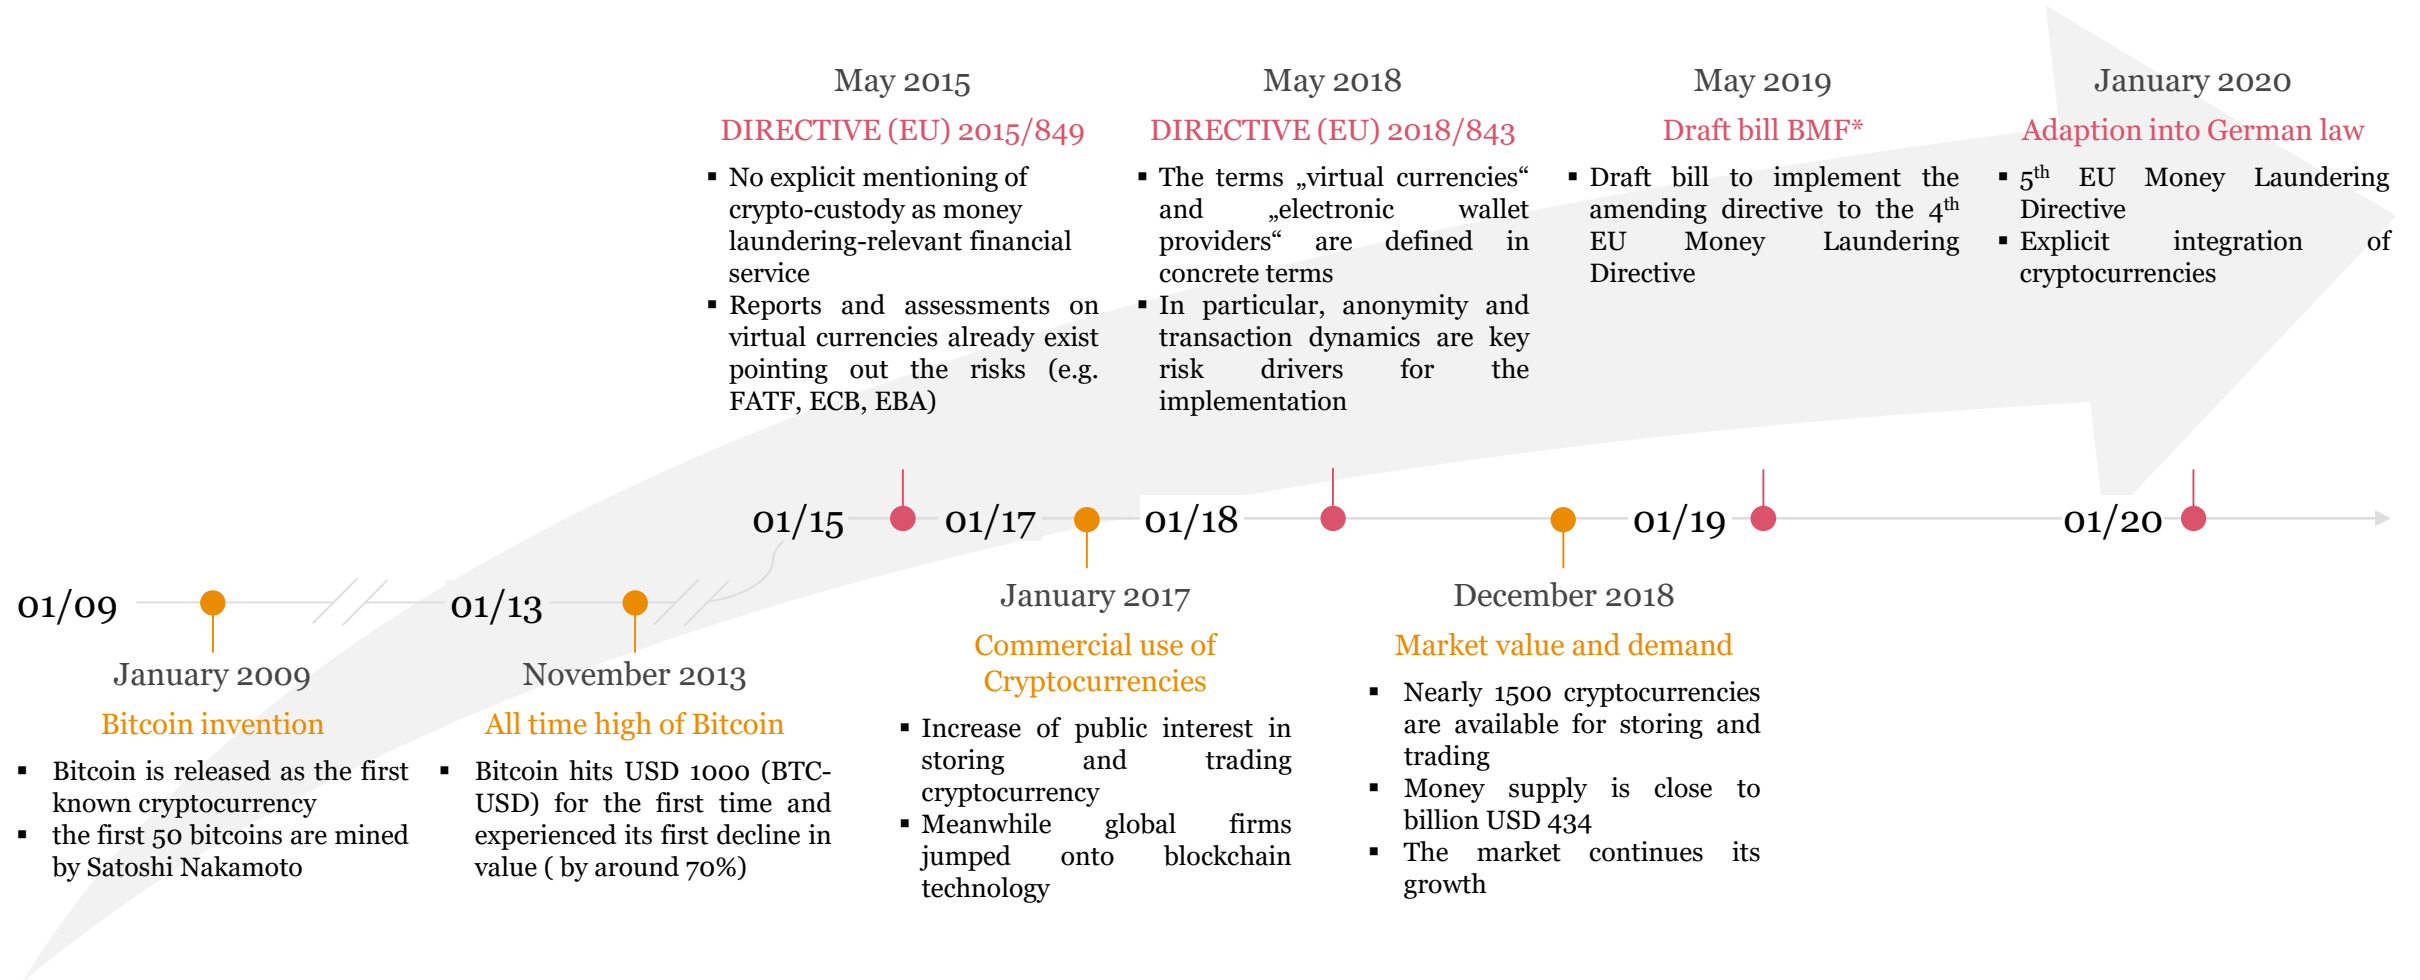 May 2015
DIRECTIVE (EU) 2015/849
▪ No explicit mentioning of
crypto-custody as money
laundering-relevant financial
service
▪ Reports and assessments on
virtual currencies already exist
pointing out the risks (e.g.
FATF, ECB, EBA)
May 2018
DIRECTIVE (EU) 2018/843
▪ The terms „virtual currencies“
and „electronic wallet
providers“ are defined in
concrete terms
▪ In particular, anonymity and
transaction dynamics are key
risk drivers for the
implementation
May 2019
Draft bill BMF*
▪ Draft bill to implement the
amending directive to the 4th
EU Money Laundering
Directive
January 2020
Adaption into German law
▪ 5th EU Money Laundering
Directive
▪ Explicit integration of
cryptocurrencies
01/15
01/17
01/18
01/19
01/20
01/09
01/13
January 2009
Bitcoin invention
▪ Bitcoin is released as the first
known cryptocurrency
▪ the first 50 bitcoins are mined
by Satoshi Nakamoto
November 2013
All time high of Bitcoin
▪ Bitcoin hits USD 1000 (BTC-
USD) for the first time and
experienced its first decline in
value ( by around 70%)
January 2017
Commercial use of
Cryptocurrencies
▪ Increase of public interest in
storing and trading
cryptocurrency
▪ Meanwhile global firms
jumped onto blockchain
technology
December 2018
Market value and demand
▪ Nearly 1500 cryptocurrencies
are available for storing and
trading
▪ Money supply is close to
billion USD 434
▪ The market continues its
growth